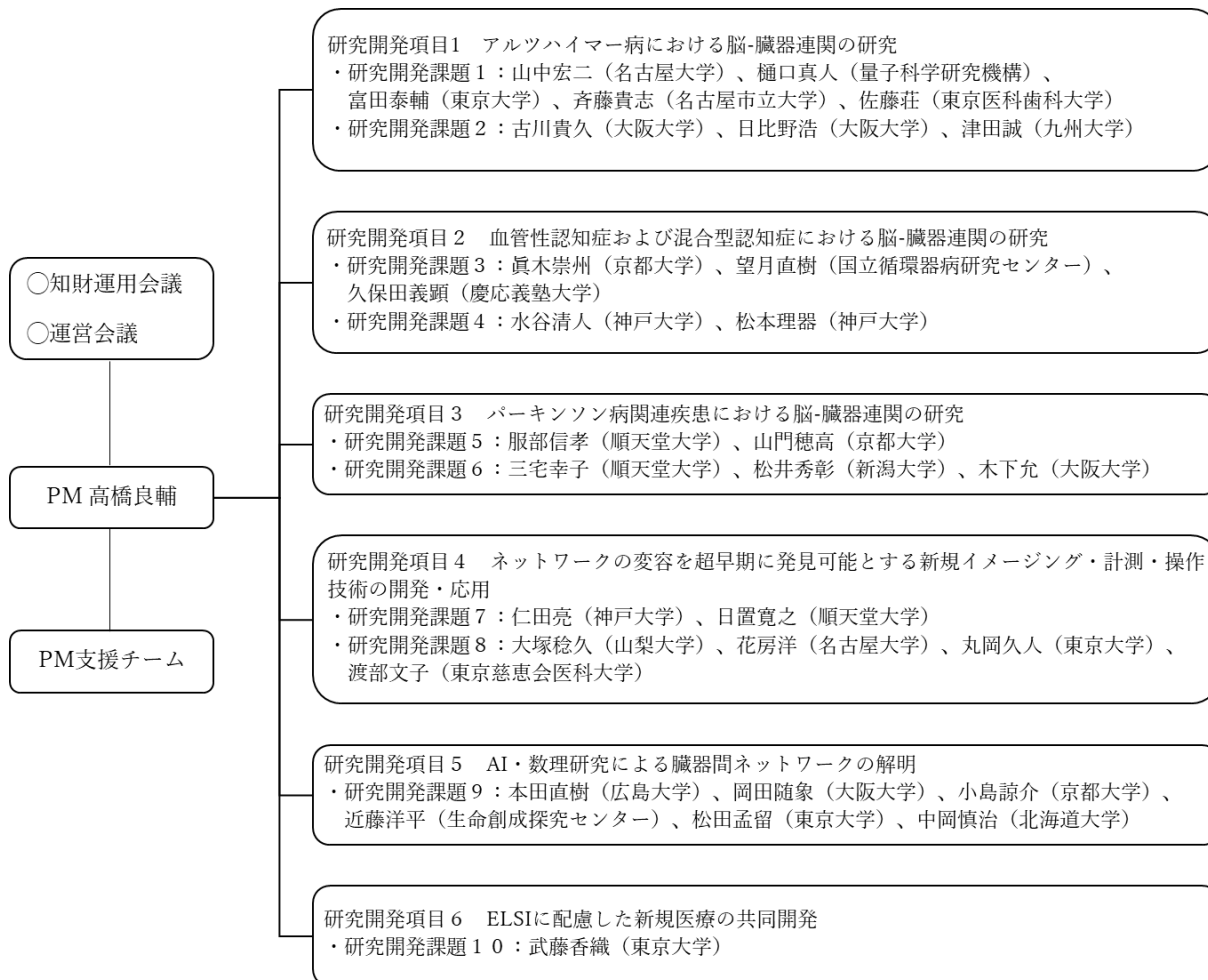 研究開発項目1　アルツハイマー病における脳-臓器連関の研究
・研究開発課題１：山中宏二（名古屋大学）、樋口真人（量子科学研究機構）、
富田泰輔（東京大学）、斉藤貴志（名古屋市立大学）、佐藤荘（東京医科歯科大学）
・研究開発課題２：古川貴久（大阪大学）、日比野浩（大阪大学）、津田誠（九州大学）
研究開発項目２　血管性認知症および混合型認知症における脳-臓器連関の研究
・研究開発課題３：眞木崇州（京都大学）、望月直樹（国立循環器病研究センター）、
久保田義顕（慶応義塾大学）
・研究開発課題４：水谷清人（神戸大学）、松本理器（神戸大学）
◯知財運用会議
◯運営会議
研究開発項目３　パーキンソン病関連疾患における脳-臓器連関の研究
・研究開発課題５：服部信孝（順天堂大学）、山門穂高（京都大学）
・研究開発課題６：三宅幸子（順天堂大学）、松井秀彰（新潟大学）、木下允（大阪大学）
PM 高橋良輔
研究開発項目４　ネットワークの変容を超早期に発見可能とする新規イメージング・計測・操作
技術の開発・応用
・研究開発課題７：仁田亮（神戸大学）、日置寛之（順天堂大学）
・研究開発課題８：大塚稔久（山梨大学）、花房洋（名古屋大学）、丸岡久人（東京大学）、
渡部文子（東京慈恵会医科大学）
PM支援チーム
研究開発項目５　AI・数理研究による臓器間ネットワークの解明
・研究開発課題９：本田直樹（広島大学）、岡田随象（大阪大学）、小島諒介（京都大学）、
近藤洋平（生命創成探究センター）、松田孟留（東京大学）、中岡慎治（北海道大学）
研究開発項目６　ELSIに配慮した新規医療の共同開発
・研究開発課題１０：武藤香織（東京大学）